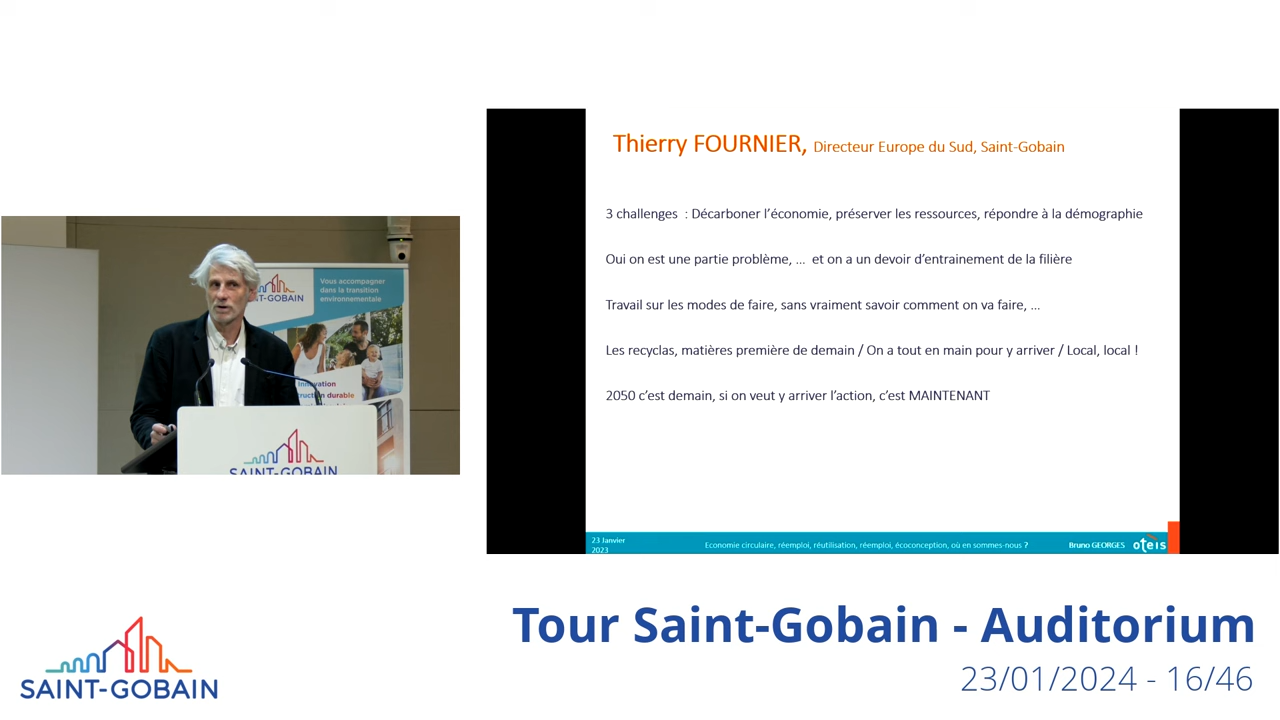 Thierry FOURNIER, Directeur Europe du Sud, Saint-Gobain
3 challenges : Décarboner l’économie, préserver les ressources, répondre à la démographie
Oui on est une partie problème, … et on a un devoir d’entrainement de la filière
Travail sur les modes de faire, sans vraiment savoir comment on va faire, …
Les recyclas, matières première de demain / On a tout en main pour y arriver / Local, local !
2050 c’est demain, si on veut y arriver l’action, c’est MAINTENANT
23 Janvier
2023
Economie circulaire, réemploi, réutilisation, réemploi, écoconception, où en sommes-nous ?
Bruno GEORGES
oteis
Vous accompagner
dans la transition
environnementale
NT-GOBAIN
durable
SAINT-GOBAIN
Tour Saint-Gobain - Auditorium
23/01/2024 - 16/46
SAINT-GOBAIN